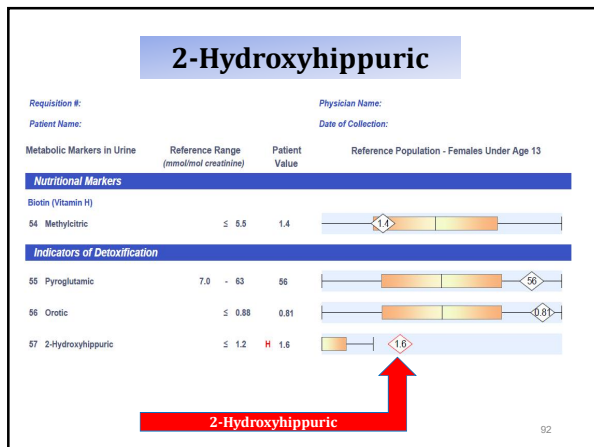 2-Hydroxyhippuric
Requisition #: Physician Name:
Patient Name: Date of Collection:
Metabolic Markers in Urine Reference Range Patient Reference Population - Females Under Age 13
(mmol/mol creatinine) Value
Nutritional Markers
Biotin (Vitamin H)
54 Methylcitric ≤ 5.5 1.4 1.4
Indicators of Detoxification
55 Pyroglutamic 7.0 - 63 56 56
56 Orotic ≤ 0.88 0.81 0.81
57 2-Hydroxyhippuric ≤ 1.2 H 1.6 1.6
2-Hydroxyhippuric
92